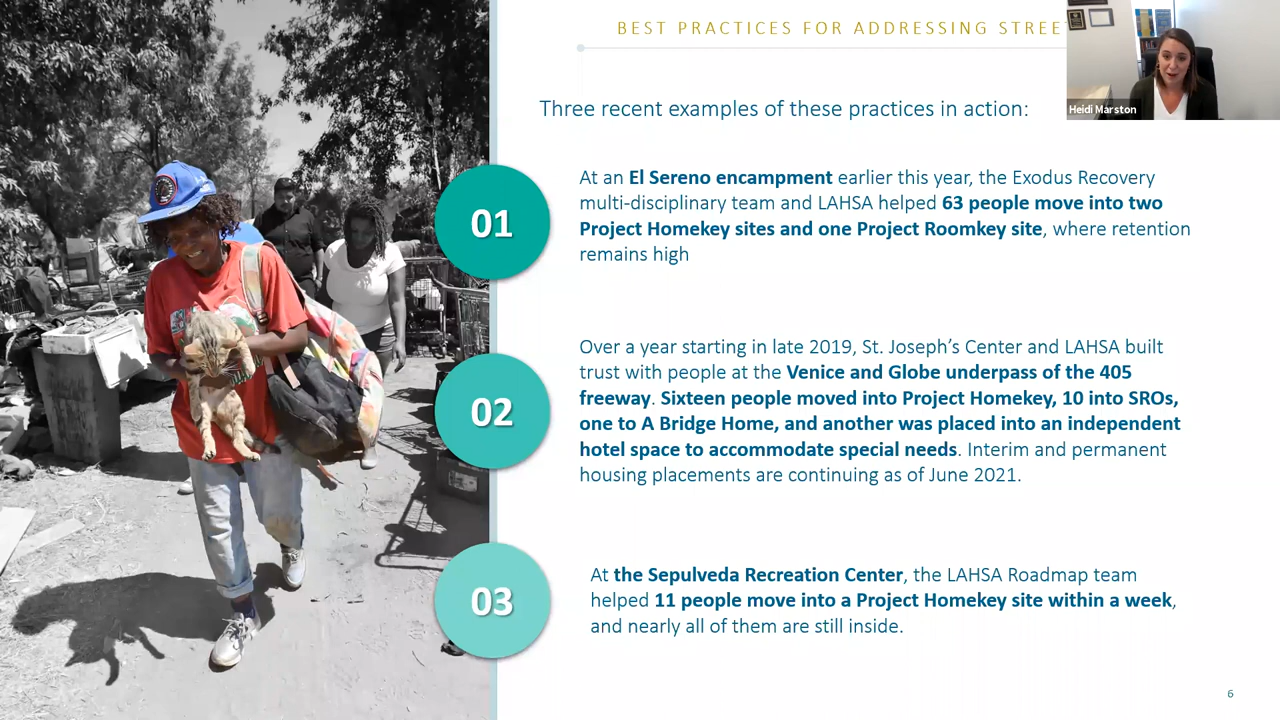 BEST PRACTICES FOR ADDRESSING STREE
Heidi Marston
Three recent examples of these practices in action:
01
At an El Sereno encampment earlier this year, the Exodus Recovery
multi-disciplinary team and LAHSA helped 63 people move into two
Project Homekey sites and one Project Roomkey site, where retention
remains high
02
Over a year starting in late 2019, St. Joseph’s Center and LAHSA built
trust with people at the Venice and Globe underpass of the 405
freeway. Sixteen people moved into Project Homekey, 10 into SROs,
one to A Bridge Home, and another was placed into an independent
hotel space to accommodate special needs. Interim and permanent
housing placements are continuing as of June 2021.
03
At the Sepulveda Recreation Center, the LAHSA Roadmap team
helped 11 people move into a Project Homekey site within a week,
and nearly all of them are still inside.
6